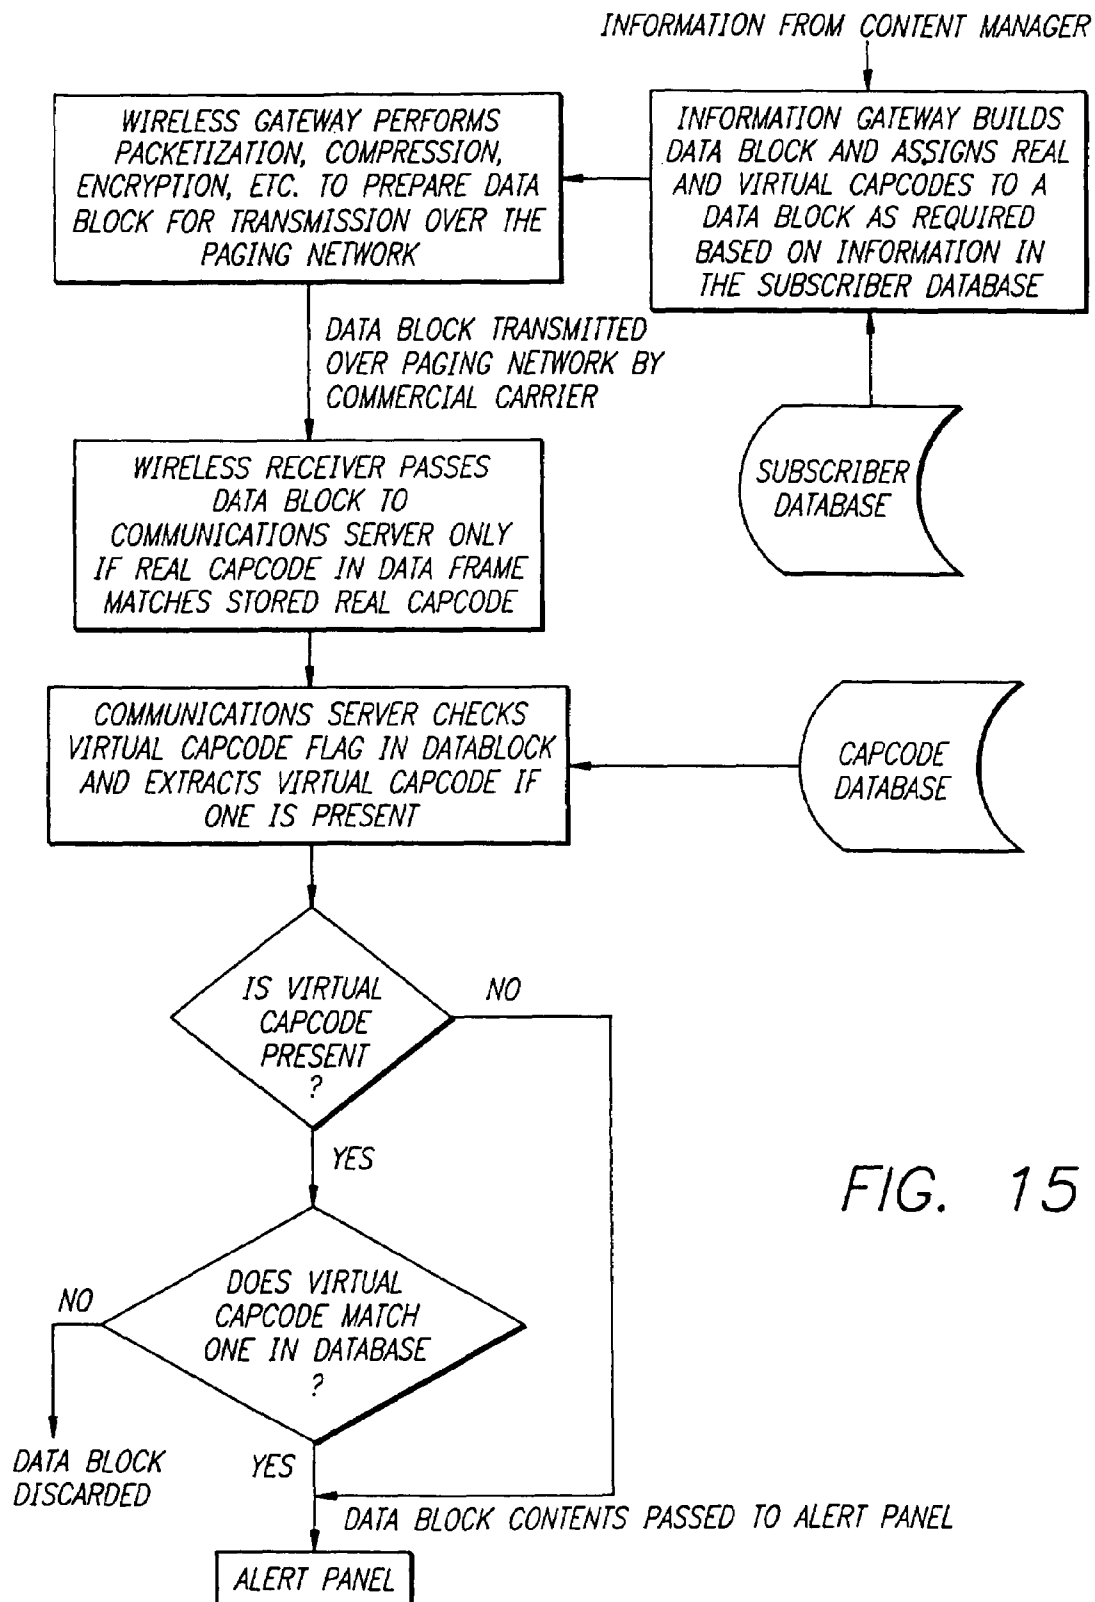 INFORMATION FROM CONTENT MANAGER
WIRELESS GATEWAY PERFORMS
PACKETIZATION, COMPRESSION,
ENCRYPTION, ETC. TO PREPARE DATA
BLOCK FOR TRANSMISSION OVER THE
PAGING NETWORK
INFORMATION GATEWAY BUILDS
DATA BLOCK AND ASSIGNS REAL
AND VIRTUAL CAPCODES TO A
DATA BLOCK AS REQUIRED
BASED ON INFORMATION IN
THE SUBSCRIBER DATABASE
DATA BLOCK TRANSMITTED
OVER PAGING NETWORK BY
COMMERCIAL CARRIER
SUBSCRIBER
DATABASE
WIRELESS RECEIVER PASSES
DATA BLOCK TO
COMMUNICATIONS SERVER ONLY
IF REAL CAPCODE IN DATA FRAME
MATCHES STORED REAL CAPCODE
COMMUNICATIONS SERVER CHECKS
VIRTUAL CAPCODE FLAG IN DATABLOCK
AND EXTRACTS VIRTUAL CAPCODE IF
ONE IS PRESENT
CAPCODE
DATABASE
IS VIRTUAL
CAPCODE
PRESENT
?
NO
YES
FIG. 15
DOES VIRTUAL
CAPCODE MATCH
ONE IN DATABASE
?
NO
DATA BLOCK
DISCARDED
YES
DATA BLOCK CONTENTS PASSED TO ALERT PANEL
ALERT PANEL